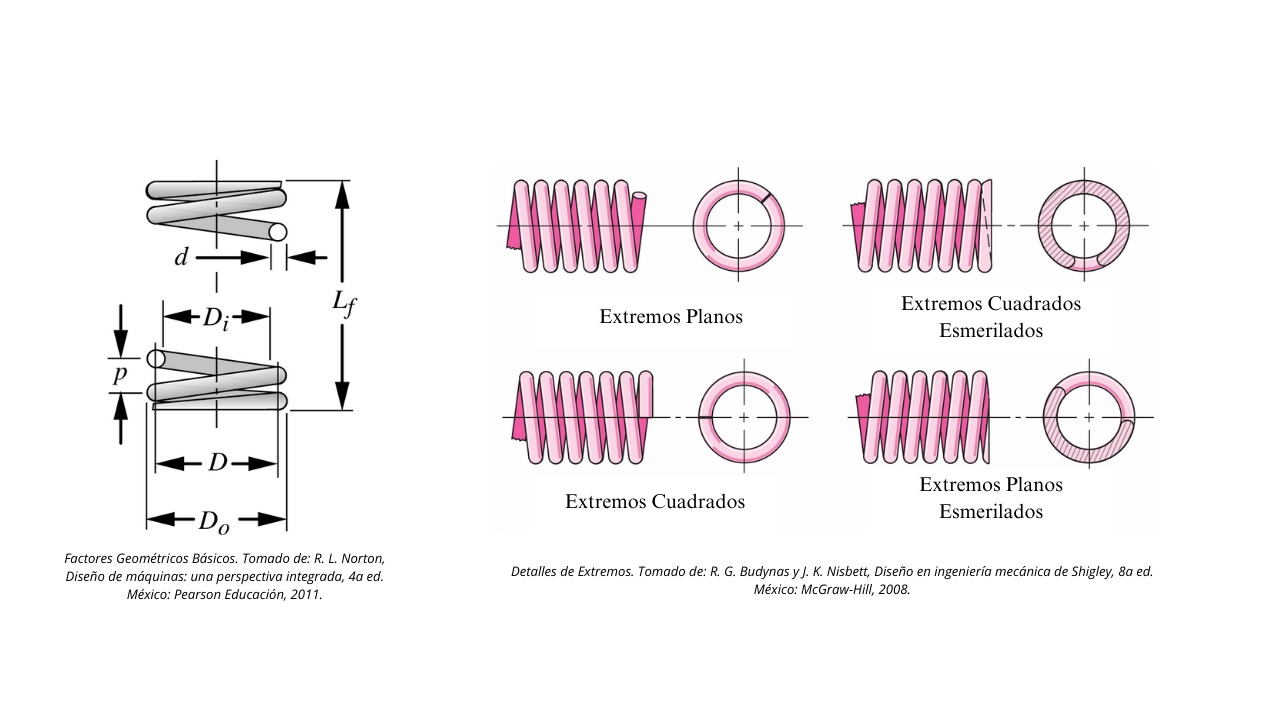 d
L_f
D_i
p
D
D_o
Factores Geométricos Básicos. Tomado de: R. L. Norton,
Diseño de máquinas: una perspectiva integrada, 4a ed.
México: Pearson Educación, 2011.
Extremos Planos
Extremos Cuadrados
Esmerilados
Extremos Cuadrados
Extremos Planos
Esmerilados
Detalles de Extremos. Tomado de: R. G. Budynas y J. K. Nisbett, Diseño en ingeniería mecánica de Shigley, 8a ed.
México: McGraw-Hill, 2008.